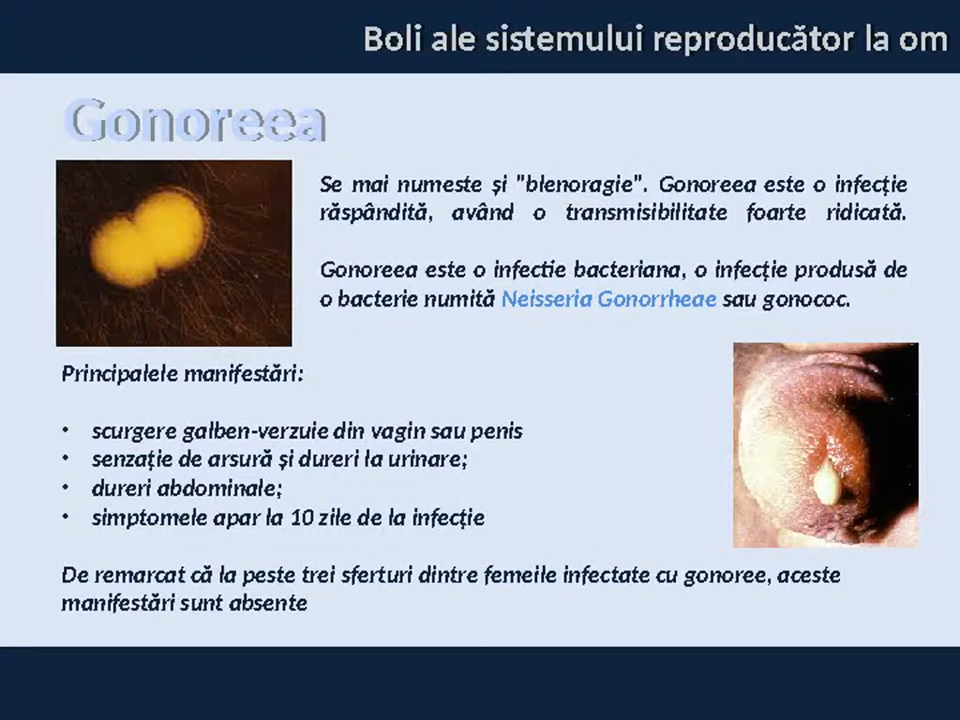 Boli ale sistemului reproducător la om
Gonoreea
Se mai numeste și "blenoragie". Gonoreea este o infecție
răspândită, având o transmisibilitate foarte ridicată.
Gonoreea este o infectie bacteriana, o infecție produsă de
o bacterie numită Neisseria Gonorrheae sau gonococ.
Principalele manifestări:
• scurgere galben-verzuie din vagin sau penis
• senzație de arsură și dureri la urinare;
• dureri abdominale;
• simptomele apar la 10 zile de la infecție
De remarcat că la peste trei sferturi dintre femeile infectate cu gonoree, aceste
manifestări sunt absente